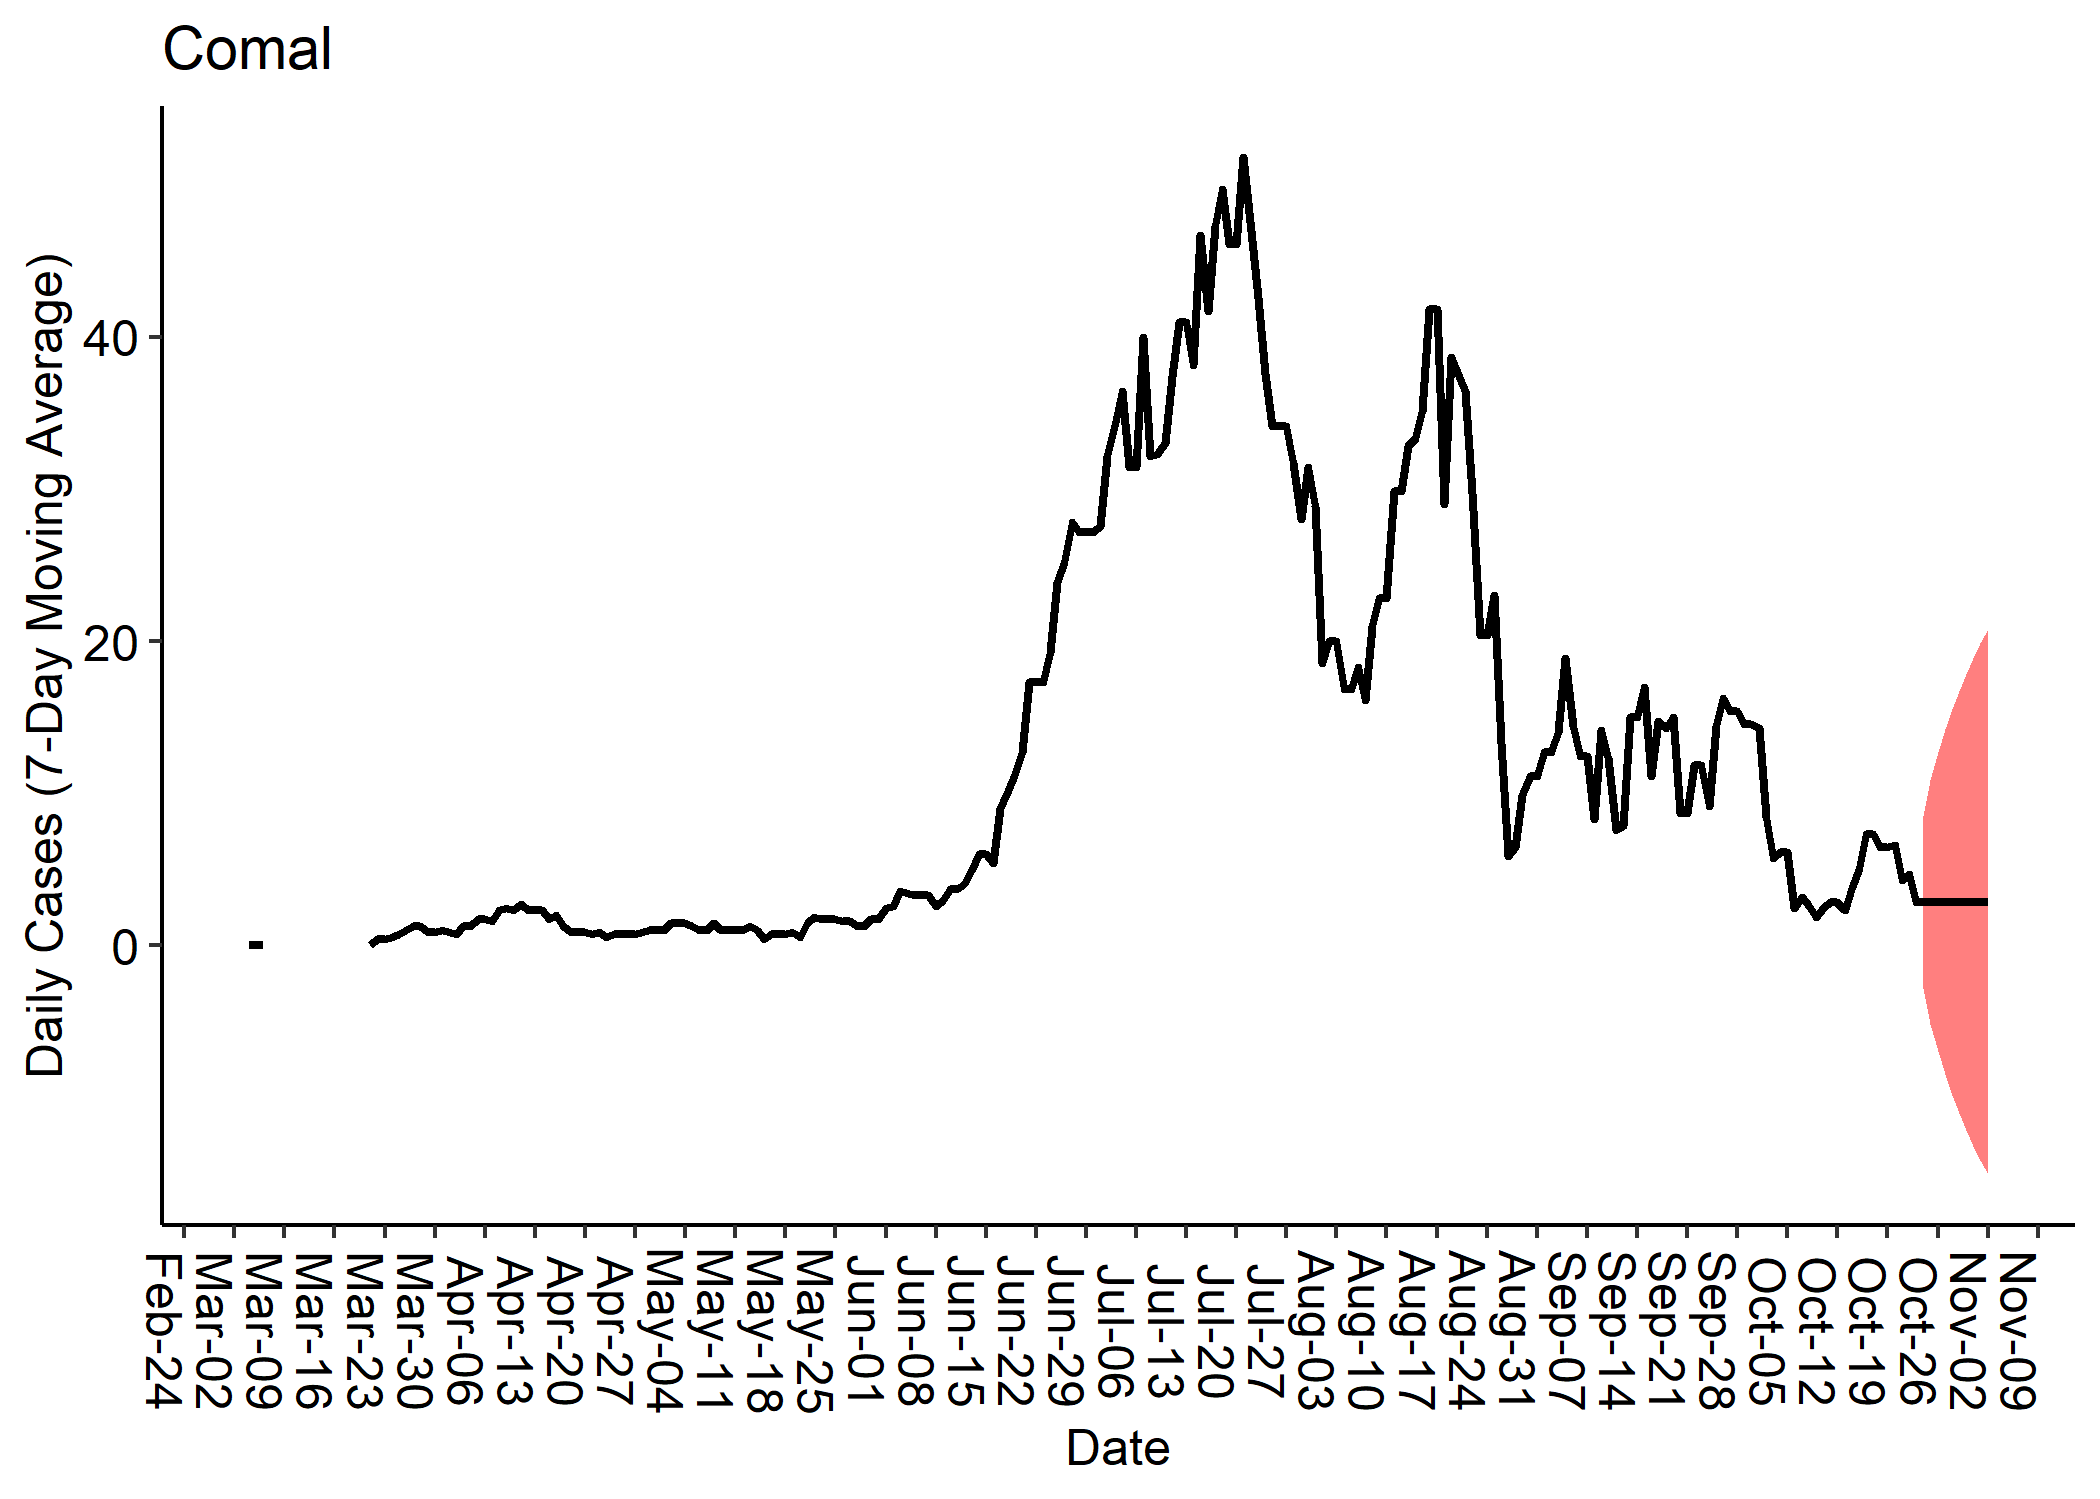 Comal
Daily Cases (7-Day Moving Average)
40
20
0
Feb-24
Mar-02
Mar-09
Mar-16
Mar-23
Mar-30
Apr-06
Apr-13
Apr-20
Apr-27
May-04
May-11
May-18
May-25
Jun-01
Jun-08
Jun-15
Jun-22
Jun-29
Jul-06
Jul-13
Jul-20
Jul-27
Aug-03
Aug-10
Aug-17
Aug-24
Aug-31
Sep-07
Sep-14
Sep-21
Sep-28
Oct-05
Oct-12
Oct-19
Oct-26
Nov-02
Nov-09
Date